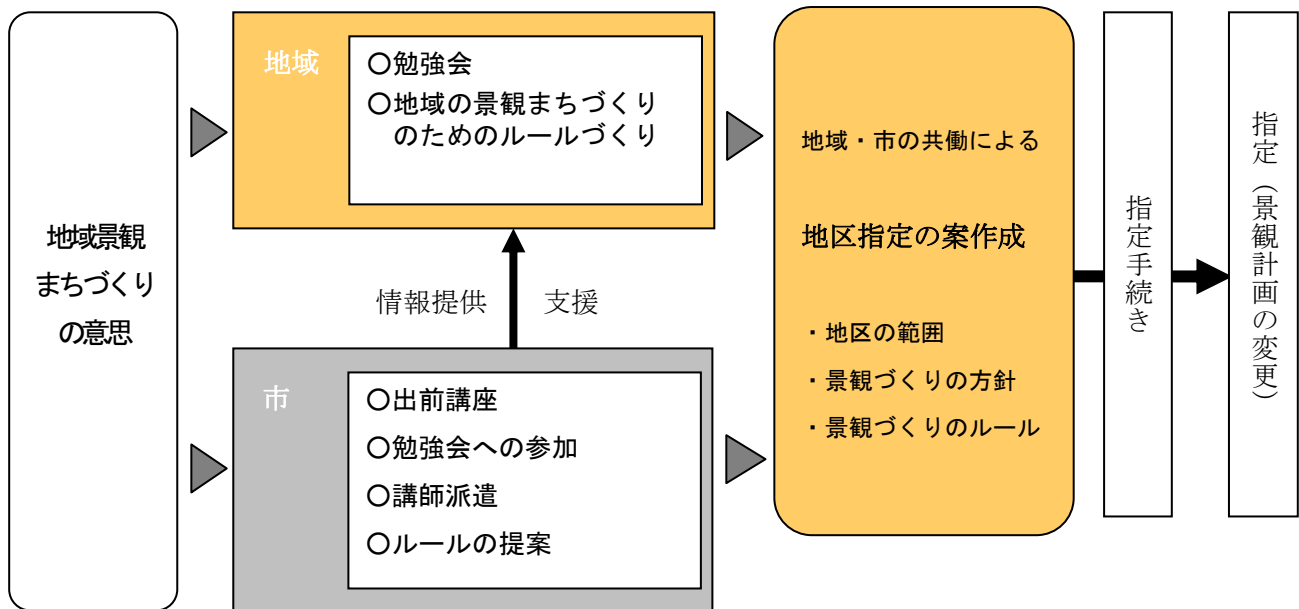 地域景観
まちづくり
の意思
地域
〇勉強会
〇地域の景観まちづくり
のためのルールづくり
情報提供
支援
市
〇出前講座
〇勉強会への参加
〇講師派遣
〇ルールの提案
地域・市の共働による
地区指定の案作成
・地区の範囲
・景観づくりの方針
・景観づくりのルール
指定手続き
指定（景観計画の変更）